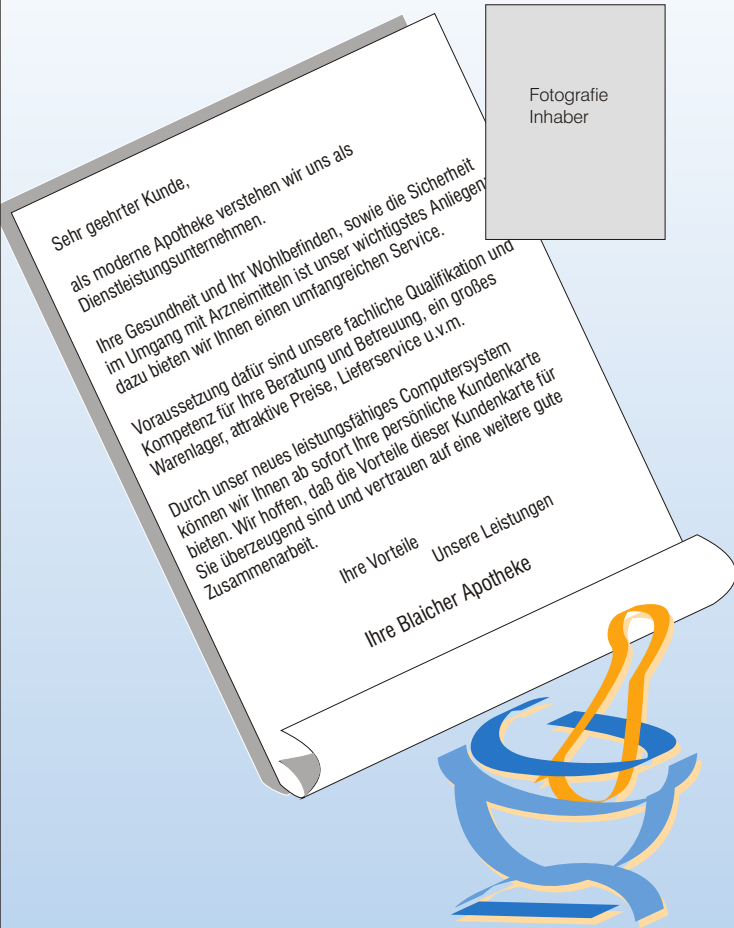 Fotografie
Inhaber
Sehr geehrter Kunde,
als moderne Apotheke verstehen wir uns als
Dienstleistungsunternehmen.
Ihre Gesundheit und Ihr Wohlbefinden, sowie die Sicherheit
im Umgang mit Arzneimitteln ist unser wichtigstes Anliegen,
dazu bieten wir Ihnen einen umfangreichen Service.
Voraussetzung dafür sind unsere fachliche Qualifikation und
Kompetenz für Ihre Beratung und Betreuung, ein großes
Warenlager, attraktive Preise, Lieferservice u.v.m.
Durch unser neues leistungsfähiges Computersystem
können wir Ihnen ab sofort Ihre persönliche Kundenkarte
bieten. Wir hoffen, daß die Vorteile dieser Kundenkarte für
Sie überzeugend sind und vertrauen auf eine weitere gute
Zusammenarbeit.
Ihre Vorteile Unsere Leistungen
Ihre Blaicher Apotheke